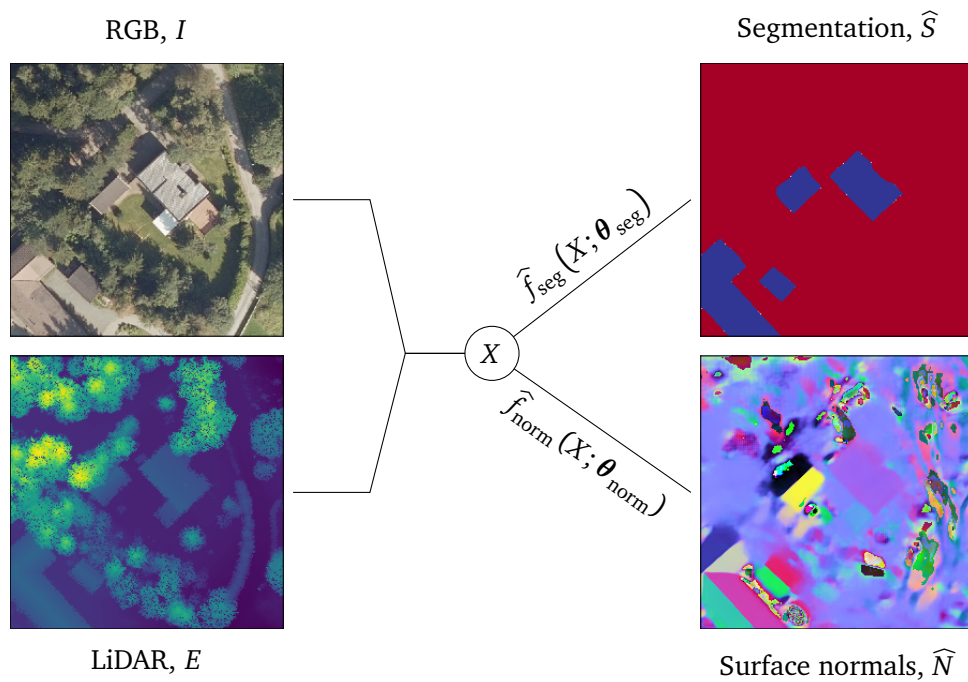 RGB, I
Segmentation, Ŝ
f̂seg(X; θseg)
X
f̂norm(X; θnorm)
LiDAR, E
Surface normals, N̂